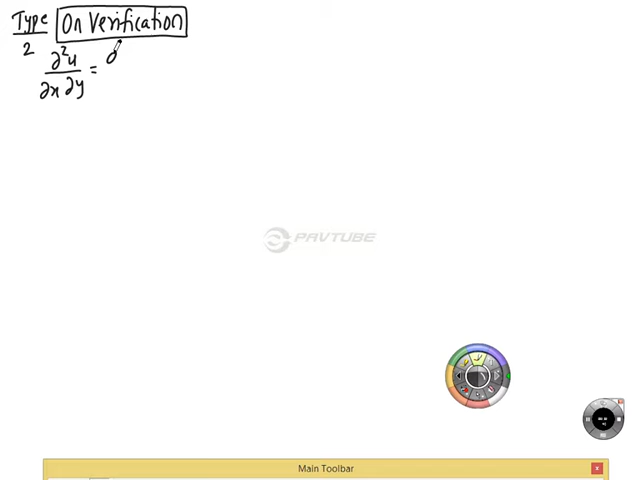 Type On Verification
2
∂²u
∂x ∂y = ∂
PAVTUBE
Main Toolbar
x